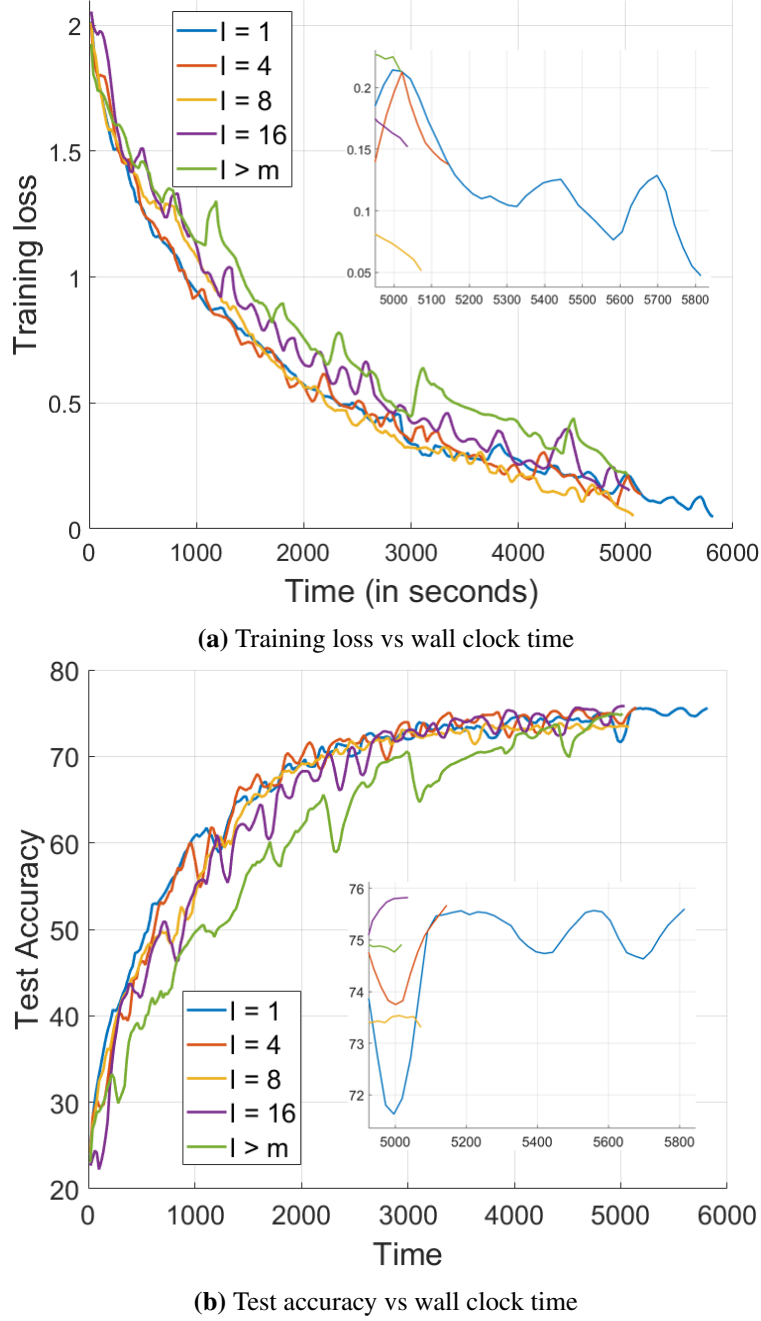 2
1.5
1
0.5
0
0 1000 2000 3000 4000 5000 6000
Training loss
Time (in seconds)
I = 1
I = 4
I = 8
I = 16
I > m
0.2
0.15
0.1
0.05
5000 5100 5200 5300 5400 5500 5600 5700 5800
(a) Training loss vs wall clock time
80
70
60
50
40
30
20
0 1000 2000 3000 4000 5000 6000
Test Accuracy
Time
I = 1
I = 4
I = 8
I = 16
I > m
76
75
74
73
72
5000 5200 5400 5600 5800
(b) Test accuracy vs wall clock time